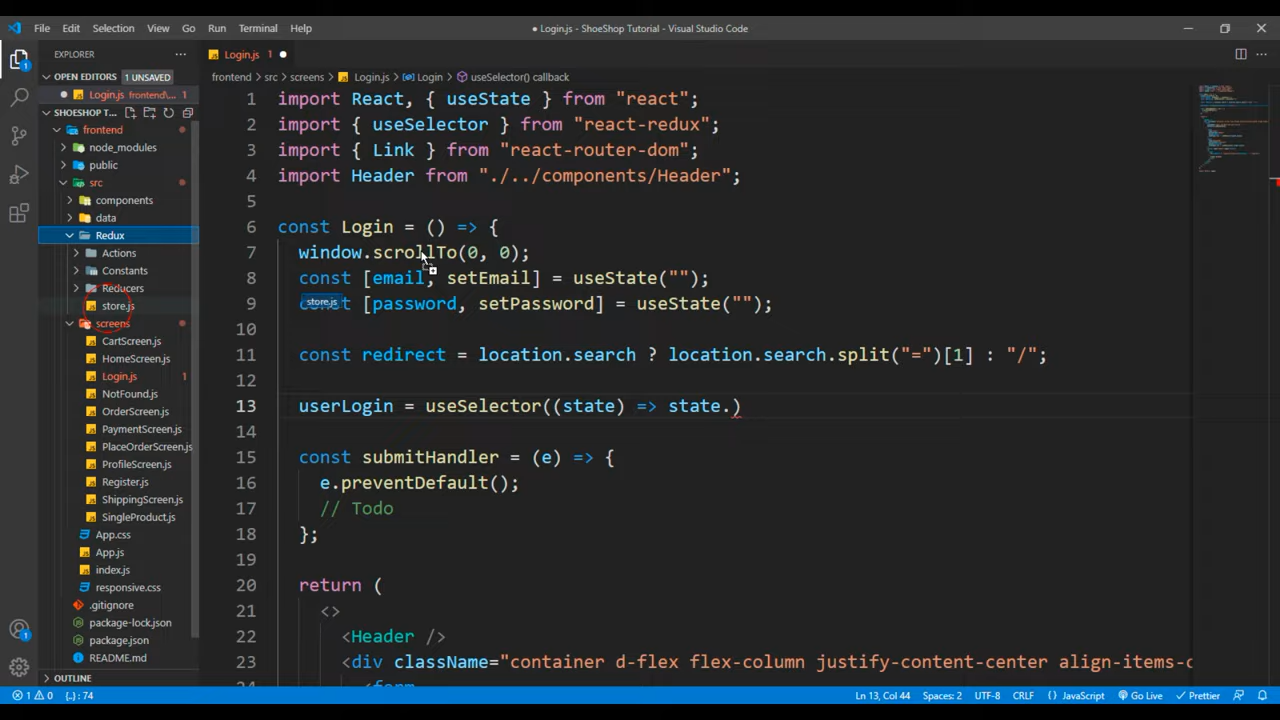 File Edit Selection View Go Run Terminal Help ● Login.js - ShoeShop Tutorial - Visual Studio Code
EXPLORER
OPEN EDITORS 1 UNSAVED
Login.js frontend\... 1
SHOESHOP T...
frontend
node_modules
public
src
components
data
Redux
Actions
Constants
Reducers
store.js
screens
CartScreen.js
HomeScreen.js
Login.js 1
NotFound.js
OrderScreen.js
PaymentScreen.js
PlaceOrderScreen.js
ProfileScreen.js
Register.js
ShippingScreen.js
SingleProduct.js
App.css
App.js
index.js
responsive.css
.gitignore
package-lock.json
package.json
README.md
OUTLINE
Login.js 1 ●
frontend > src > screens > Login.js > Login > useSelector() callback
1 import React, { useState } from "react";
2 import { useSelector } from "react-redux";
3 import { Link } from "react-router-dom";
4 import Header from "./../components/Header";
5
6 const Login = () => {
7 window.scrollTo(0, 0);
8 const [email, setEmail] = useState("");
9 const [password, setPassword] = useState("");
store.js
10
11 const redirect = location.search ? location.search.split("=")[1] : "/";
12
13 userLogin = useSelector((state) => state.)
14
15 const submitHandler = (e) => {
16 e.preventDefault();
17 // Todo
18 };
19
20 return (
21 <>
22 <Header />
23 <div className="container d-flex flex-column justify-content-center align-items-c
24 <form
1 0 {..}: 74 Ln 13, Col 44 Spaces: 2 UTF-8 CRLF {} JavaScript Go Live Prettier